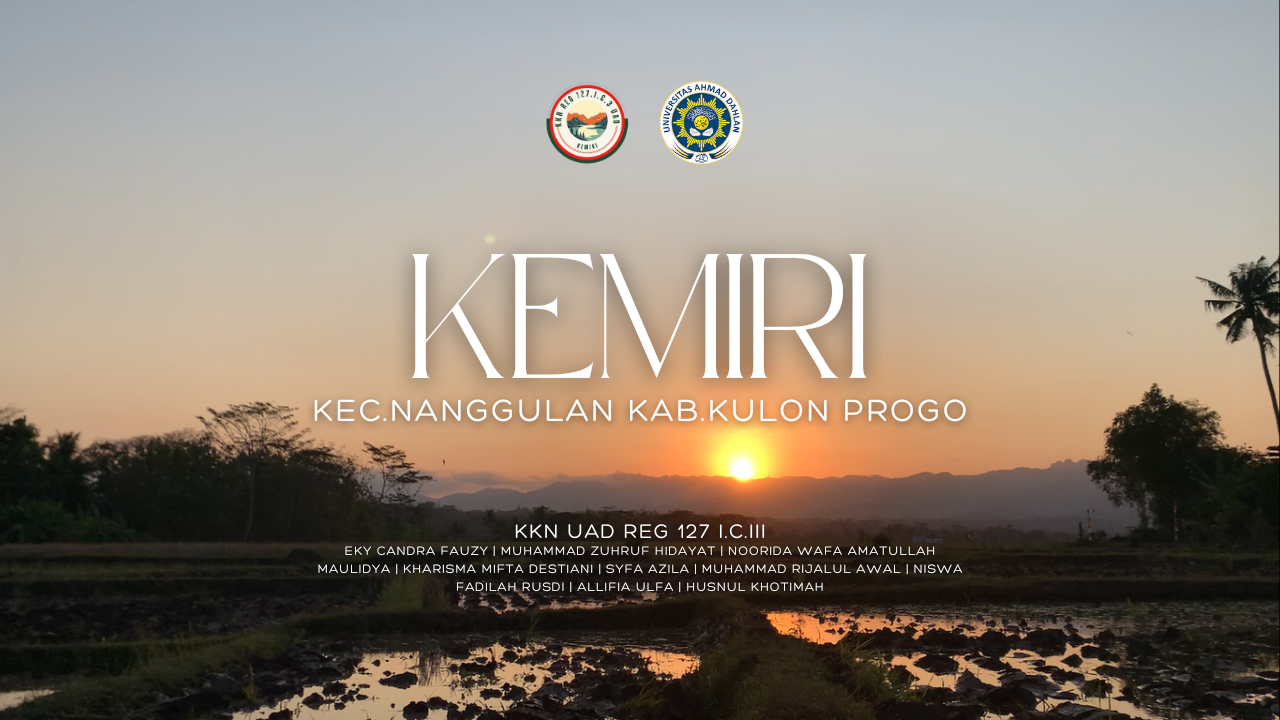 KKN REG 127.I.C.3 UAD
KEMIRI
UNIVERSITAS AHMAD DAHLAN
KEMIRI
KEC.NANGGULAN KAB.KULON PROGO
KKN UAD REG 127 I.C.III
EKY CANDRA FAUZY | MUHAMMAD ZUHRUF HIDAYAT | NOORIDA WAFA AMATULLAH
MAULIDYA | KHARISMA MIFTA DESTIANI | SYFA AZILA | MUHAMMAD RIJALUL AWAL | NISWA
FADILAH RUSDI | ALLIFIA ULFA | HUSNUL KHOTIMAH